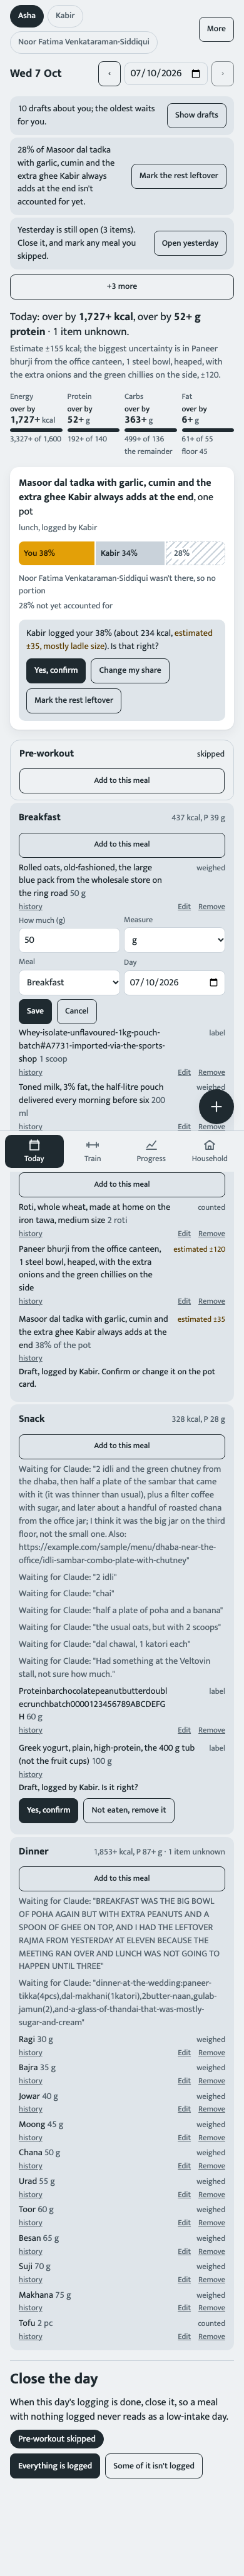 Asha
Kabir
More
Noor Fatima Venkataraman-Siddiqui
Wed 7 Oct
07/10/2026
10 drafts about you; the oldest waits
for you.
Show drafts
28% of Masoor dal tadka
with garlic, cumin and the
extra ghee Kabir always
adds at the end isn't
accounted for yet.
Mark the rest leftover
Yesterday is still open (3 items).
Close it, and mark any meal you
skipped.
Open yesterday
+3 more
Today: over by 1,727+ kcal, over by 52+ g
protein · 1 item unknown.
Estimate ±155 kcal; the biggest uncertainty is in Paneer
bhurji from the office canteen, 1 steel bowl, heaped, with
the extra onions and the green chillies on the side, ±120.
Energy
Protein
Carbs
Fat
over by
over by
over by
over by
1,727+ kcal
52+ g
363+ g
6+ g
3,327+ of 1,600
192+ of 140
499+ of 136
61+ of 55
the remainder
floor 45
Masoor dal tadka with garlic, cumin and the
extra ghee Kabir always adds at the end, one
pot
lunch, logged by Kabir
You 38%
Kabir 34%
28%
Noor Fatima Venkataraman-Siddiqui wasn't there, so no
portion
28% not yet accounted for
Kabir logged your 38% (about 234 kcal, estimated
±35, mostly ladle size). Is that right?
Yes, confirm
Change my share
Mark the rest leftover
Pre-workout
skipped
Add to this meal
Breakfast
437 kcal, P 39 g
Add to this meal
Rolled oats, old-fashioned, the large
blue pack from the wholesale store on
the ring road 50 g
weighed
history
Edit
Remove
How much (g)
Measure
50
g
Meal
Day
Breakfast
07/10/2026
Save
Cancel
Whey-isolate-unflavoured-1kg-pouch-
batch#A7731-imported-via-the-sports-
shop 1 scoop
label
history
Edit
Remove
Toned milk, 3% fat, the half-litre pouch
delivered every morning before six 200
ml
weighed
history
Edit
Remove
Today
Train
Progress
Household
Add to this meal
Roti, whole wheat, made at home on the
iron tawa, medium size 2 roti
counted
history
Edit
Remove
Paneer bhurji from the office canteen,
1 steel bowl, heaped, with the extra
onions and the green chillies on the
side
estimated ±120
history
Edit
Remove
Masoor dal tadka with garlic, cumin and
the extra ghee Kabir always adds at the
end 38% of the pot
estimated ±35
history
Draft, logged by Kabir. Confirm or change it on the pot
card.
Snack
328 kcal, P 28 g
Add to this meal
Waiting for Claude: "2 idli and the green chutney from
the dhaba, then half a plate of the sambar that came
with it (it was thinner than usual), plus a filter coffee
with sugar, and later about a handful of roasted chana
from the office jar; I think it was the big jar on the third
floor, not the small one. Also:
https://example.com/sample/menu/dhaba-near-the-
office/idli-sambar-combo-plate-with-chutney"
Waiting for Claude: "2 idli"
Waiting for Claude: "chai"
Waiting for Claude: "half a plate of poha and a banana"
Waiting for Claude: "the usual oats, but with 2 scoops"
Waiting for Claude: "dal chawal, 1 katori each"
Waiting for Claude: "Had something at the Veltovin
stall, not sure how much."
Proteinbarchocolatepeanutbutterdoubl
ecrunchbatch0000123456789ABCDEFG
H 60 g
label
history
Edit
Remove
Greek yogurt, plain, high-protein, the 400 g tub
(not the fruit cups) 100 g
label
history
Draft, logged by Kabir. Is it right?
Yes, confirm
Not eaten, remove it
Dinner
1,853+ kcal, P 87+ g · 1 item unknown
Add to this meal
Waiting for Claude: "BREAKFAST WAS THE BIG BOWL
OF POHA AGAIN BUT WITH EXTRA PEANUTS AND A
SPOON OF GHEE ON TOP, AND I HAD THE LEFTOVER
RAJMA FROM YESTERDAY AT ELEVEN BECAUSE THE
MEETING RAN OVER AND LUNCH WAS NOT GOING TO
HAPPEN UNTIL THREE"
Waiting for Claude: "dinner-at-the-wedding:paneer-
tikka(4pcs),dal-makhani(1katori),2butter-naan,gulab-
jamun(2),and-a-glass-of-thandai-that-was-mostly-
sugar-and-cream"
Ragi 30 g
weighed
history
Edit
Remove
Bajra 35 g
weighed
history
Edit
Remove
Jowar 40 g
weighed
history
Edit
Remove
Moong 45 g
weighed
history
Edit
Remove
Chana 50 g
weighed
history
Edit
Remove
Urad 55 g
weighed
history
Edit
Remove
Toor 60 g
weighed
history
Edit
Remove
Besan 65 g
weighed
history
Edit
Remove
Suji 70 g
weighed
history
Edit
Remove
Makhana 75 g
weighed
history
Edit
Remove
Tofu 2 pc
counted
history
Edit
Remove
Close the day
When this day's logging is done, close it, so a meal
with nothing logged never reads as a low-intake day.
Pre-workout skipped
Everything is logged
Some of it isn't logged